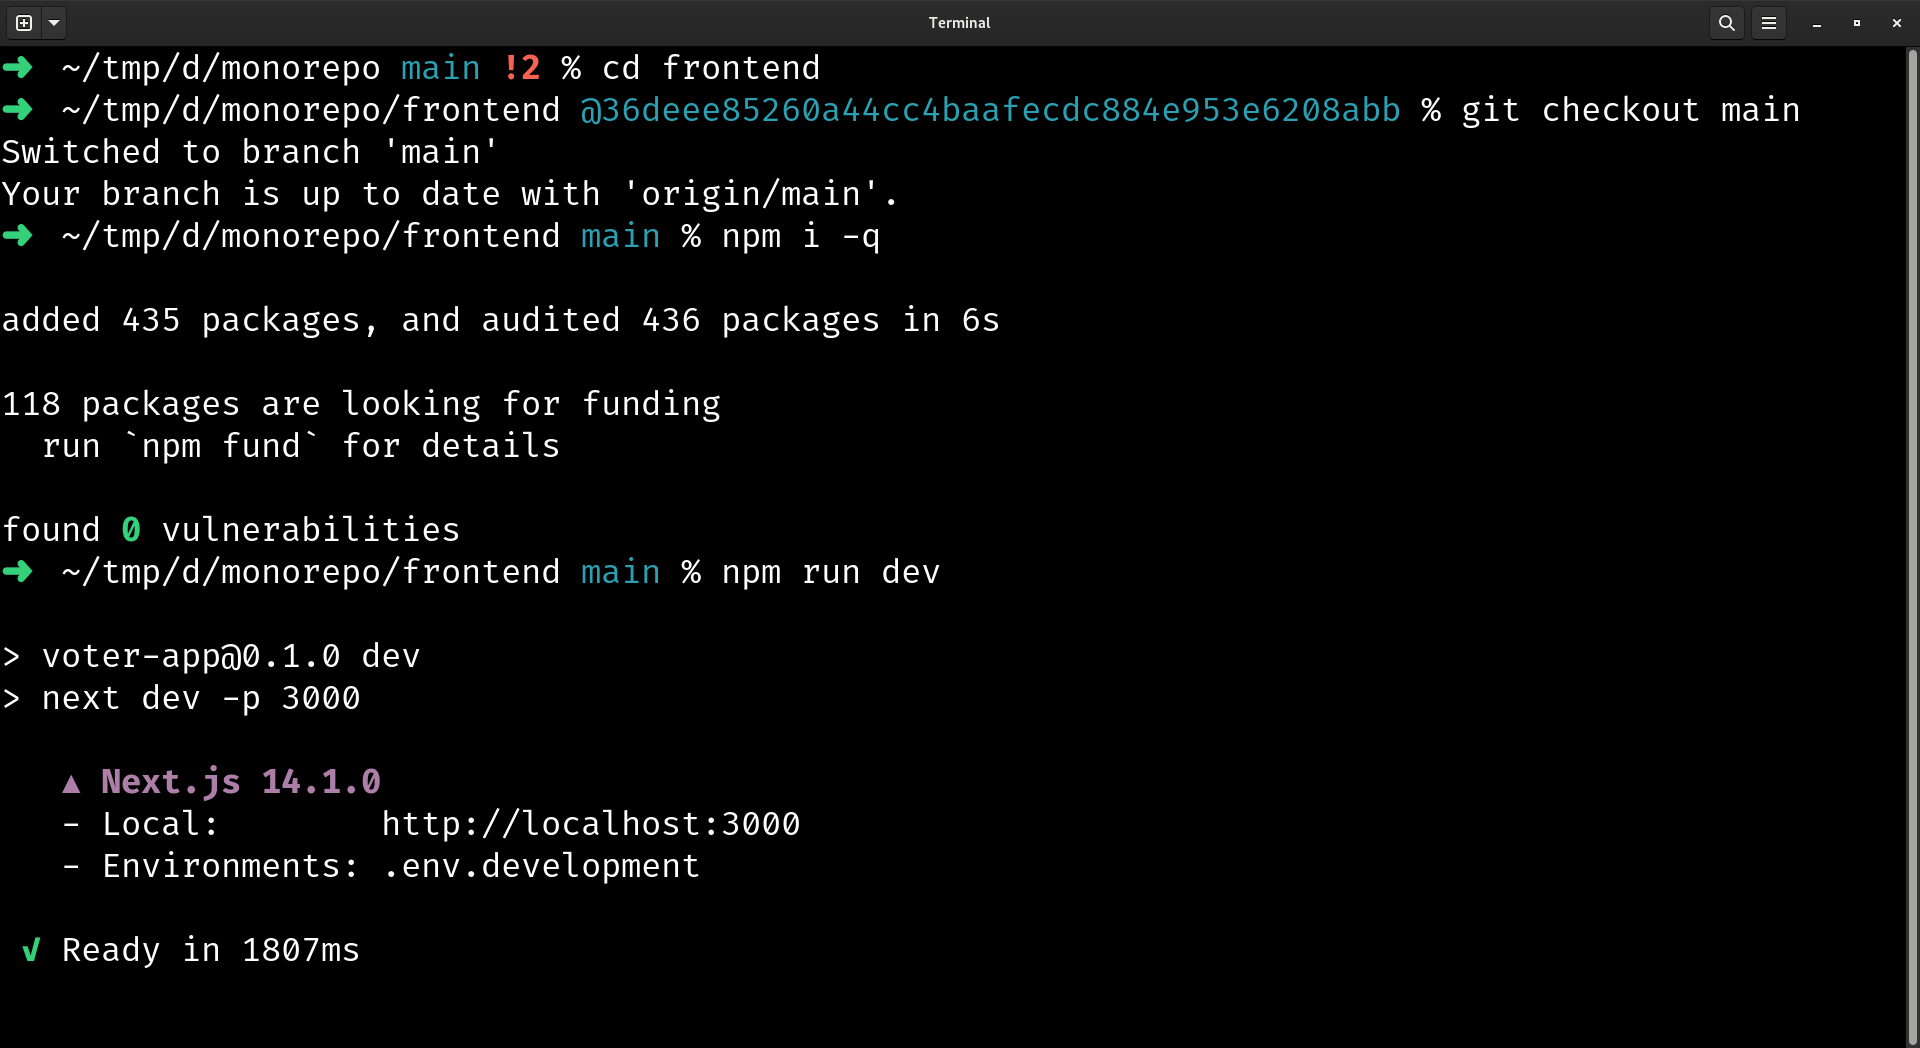 Terminal
➜ ~/tmp/d/monorepo main !2 % cd frontend
➜ ~/tmp/d/monorepo/frontend @36deee85260a44cc4baafecdc884e953e6208abb % git checkout main
Switched to branch 'main'
Your branch is up to date with 'origin/main'.
➜ ~/tmp/d/monorepo/frontend main % npm i -q
added 435 packages, and audited 436 packages in 6s
118 packages are looking for funding
  run `npm fund` for details
found 0 vulnerabilities
➜ ~/tmp/d/monorepo/frontend main % npm run dev
> voter-app@0.1.0 dev
> next dev -p 3000
▲ Next.js 14.1.0
- Local:        http://localhost:3000
- Environments: .env.development
✓ Ready in 1807ms